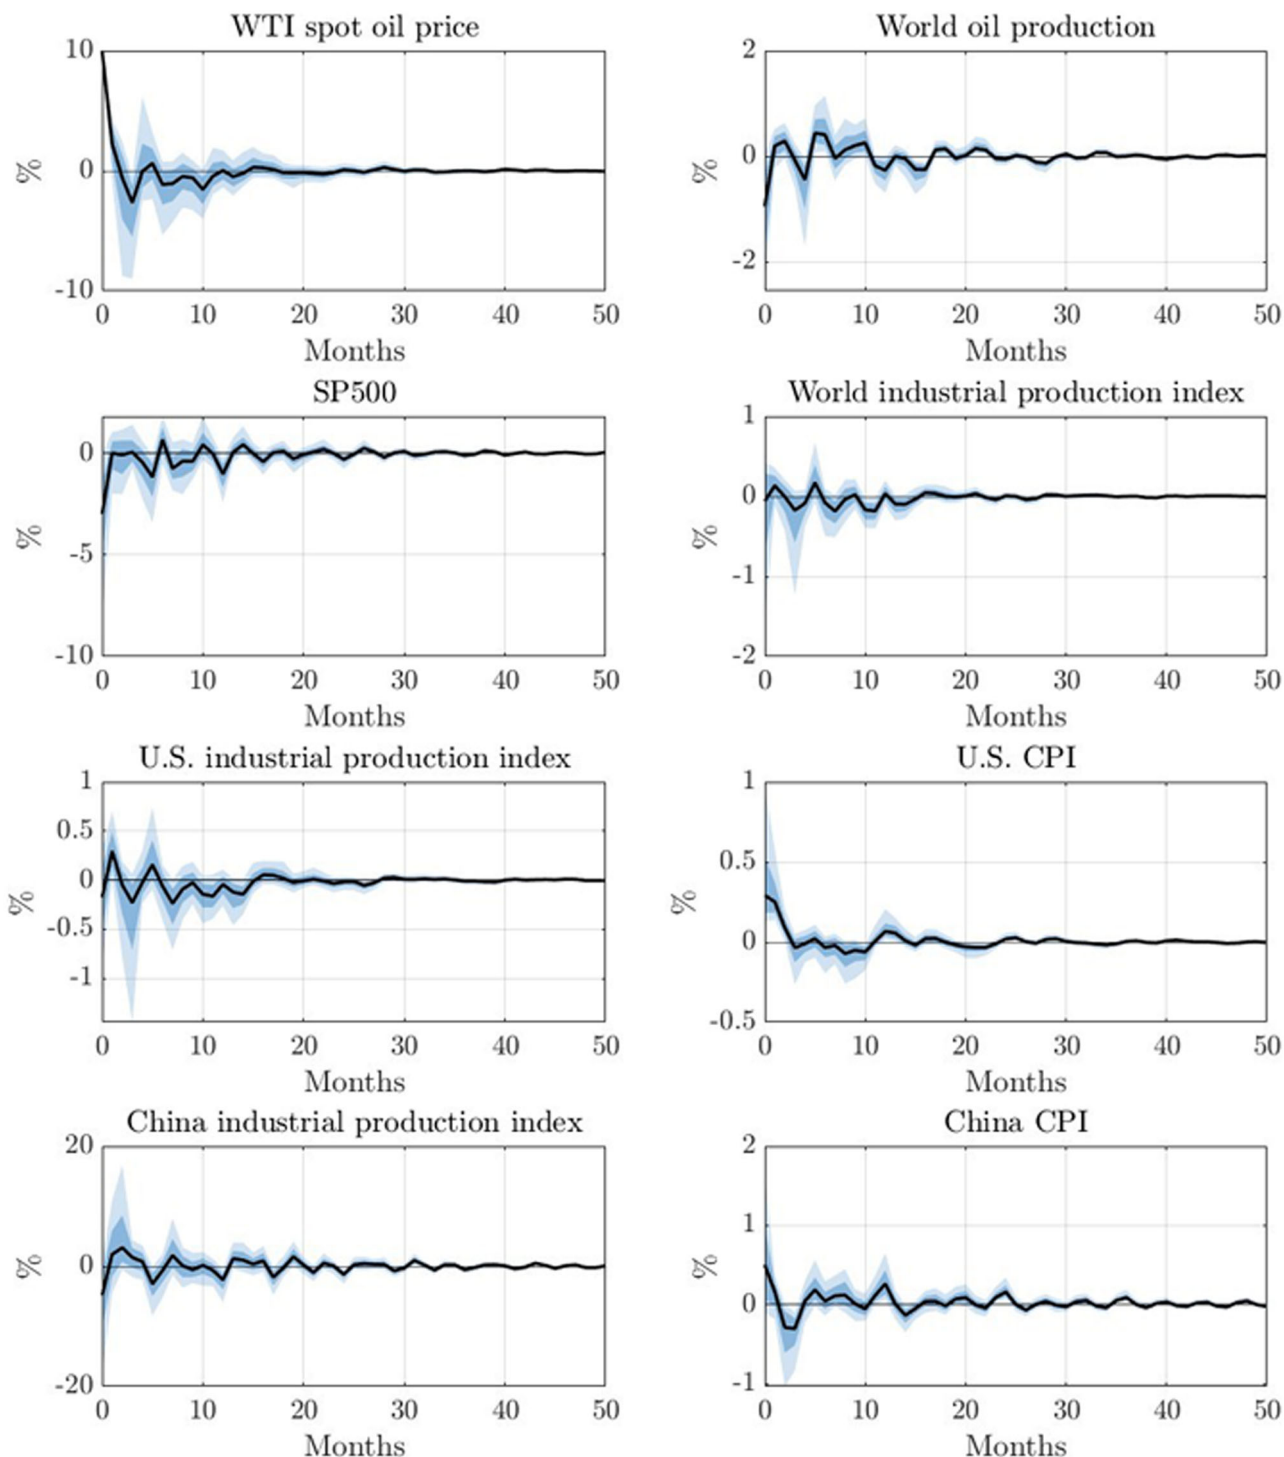 WTI spot oil price
10
0
-10
%
0 10 20 30 40 50
Months
World oil production
2
0
-2
%
0 10 20 30 40 50
Months
SP500
0
-5
-10
%
0 10 20 30 40 50
Months
World industrial production index
1
0
-1
-2
%
0 10 20 30 40 50
Months
U.S. industrial production index
1
0.5
0
-0.5
-1
%
0 10 20 30 40 50
Months
U.S. CPI
1
0.5
0
-0.5
%
0 10 20 30 40 50
Months
China industrial production index
20
0
-20
%
0 10 20 30 40 50
Months
China CPI
2
1
0
-1
%
0 10 20 30 40 50
Months